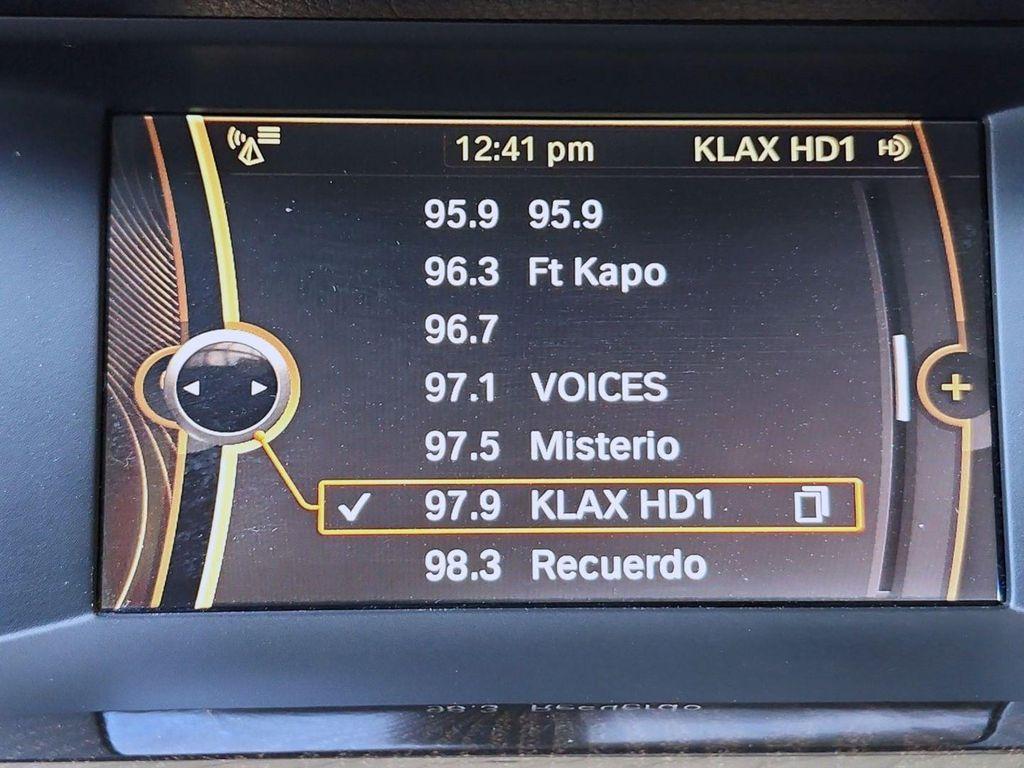 12:41 pm KLAX HD1 HD
95.9 95.9
96.3 Ft Kapo
96.7
97.1 VOICES
97.5 Misterio
97.9 KLAX HD1
98.3 Recuerdo